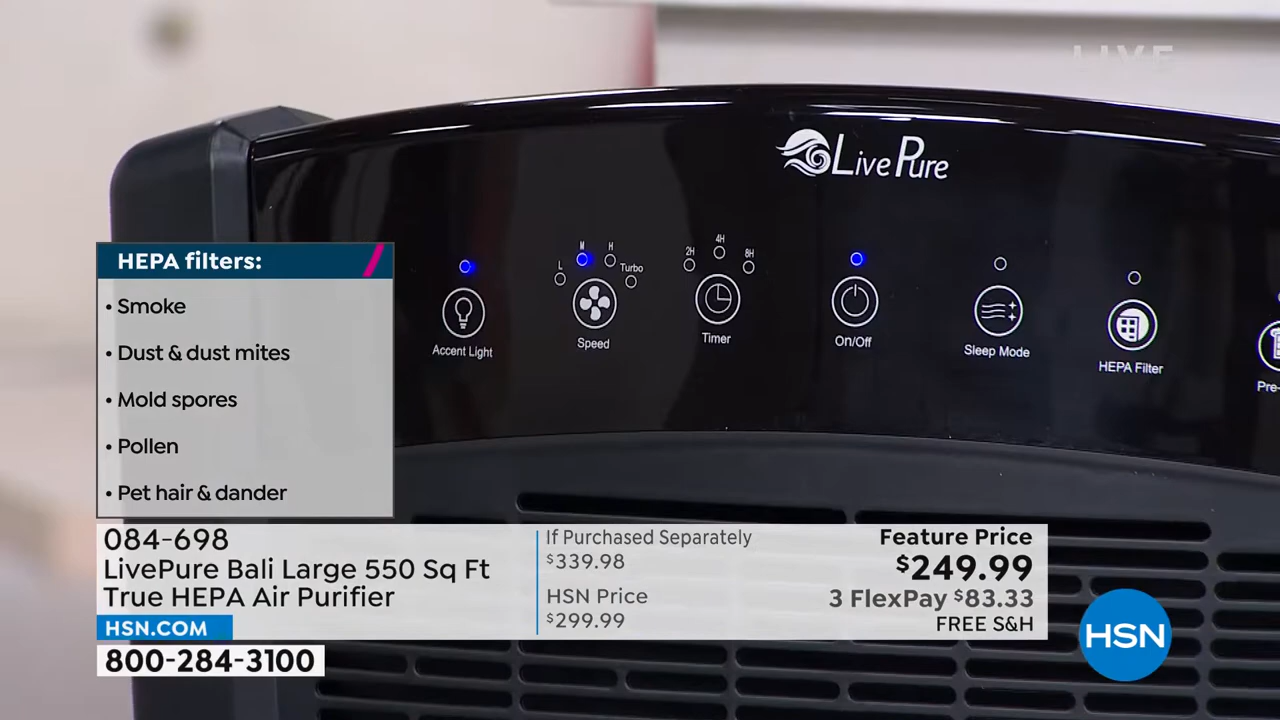 LIVE
LivePure
M
H
L
Turbo
2H
4H
8H
Accent Light
Speed
Timer
On/Off
Sleep Mode
HEPA Filter
Pre-
HEPA filters:
• Smoke
• Dust & dust mites
• Mold spores
• Pollen
• Pet hair & dander
084-698
LivePure Bali Large 550 Sq Ft
True HEPA Air Purifier
HSN.COM
800-284-3100
If Purchased Separately
$339.98
HSN Price
$299.99
Feature Price
$249.99
3 FlexPay $83.33
FREE S&H
HSN